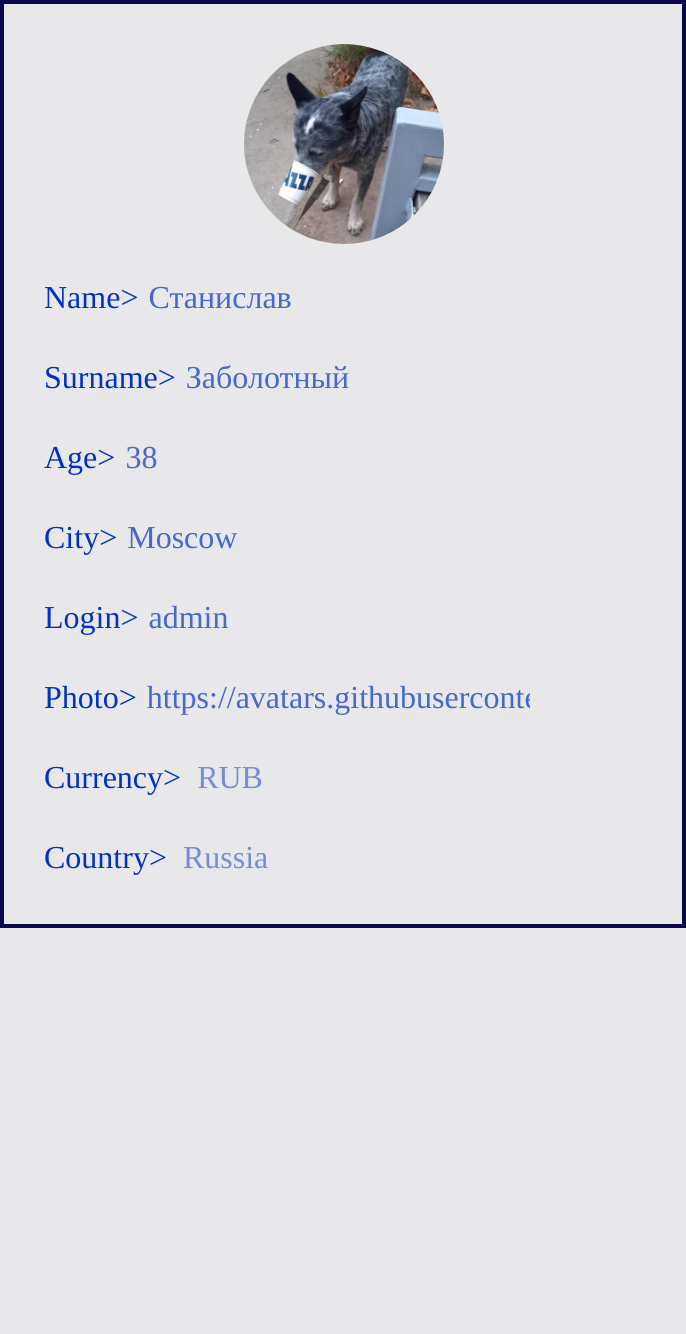 Name> Станислав
Surname> Заболотный
Age> 38
City> Moscow
Login> admin
Photo> https://avatars.githubuserconte
Currency> RUB
Country> Russia